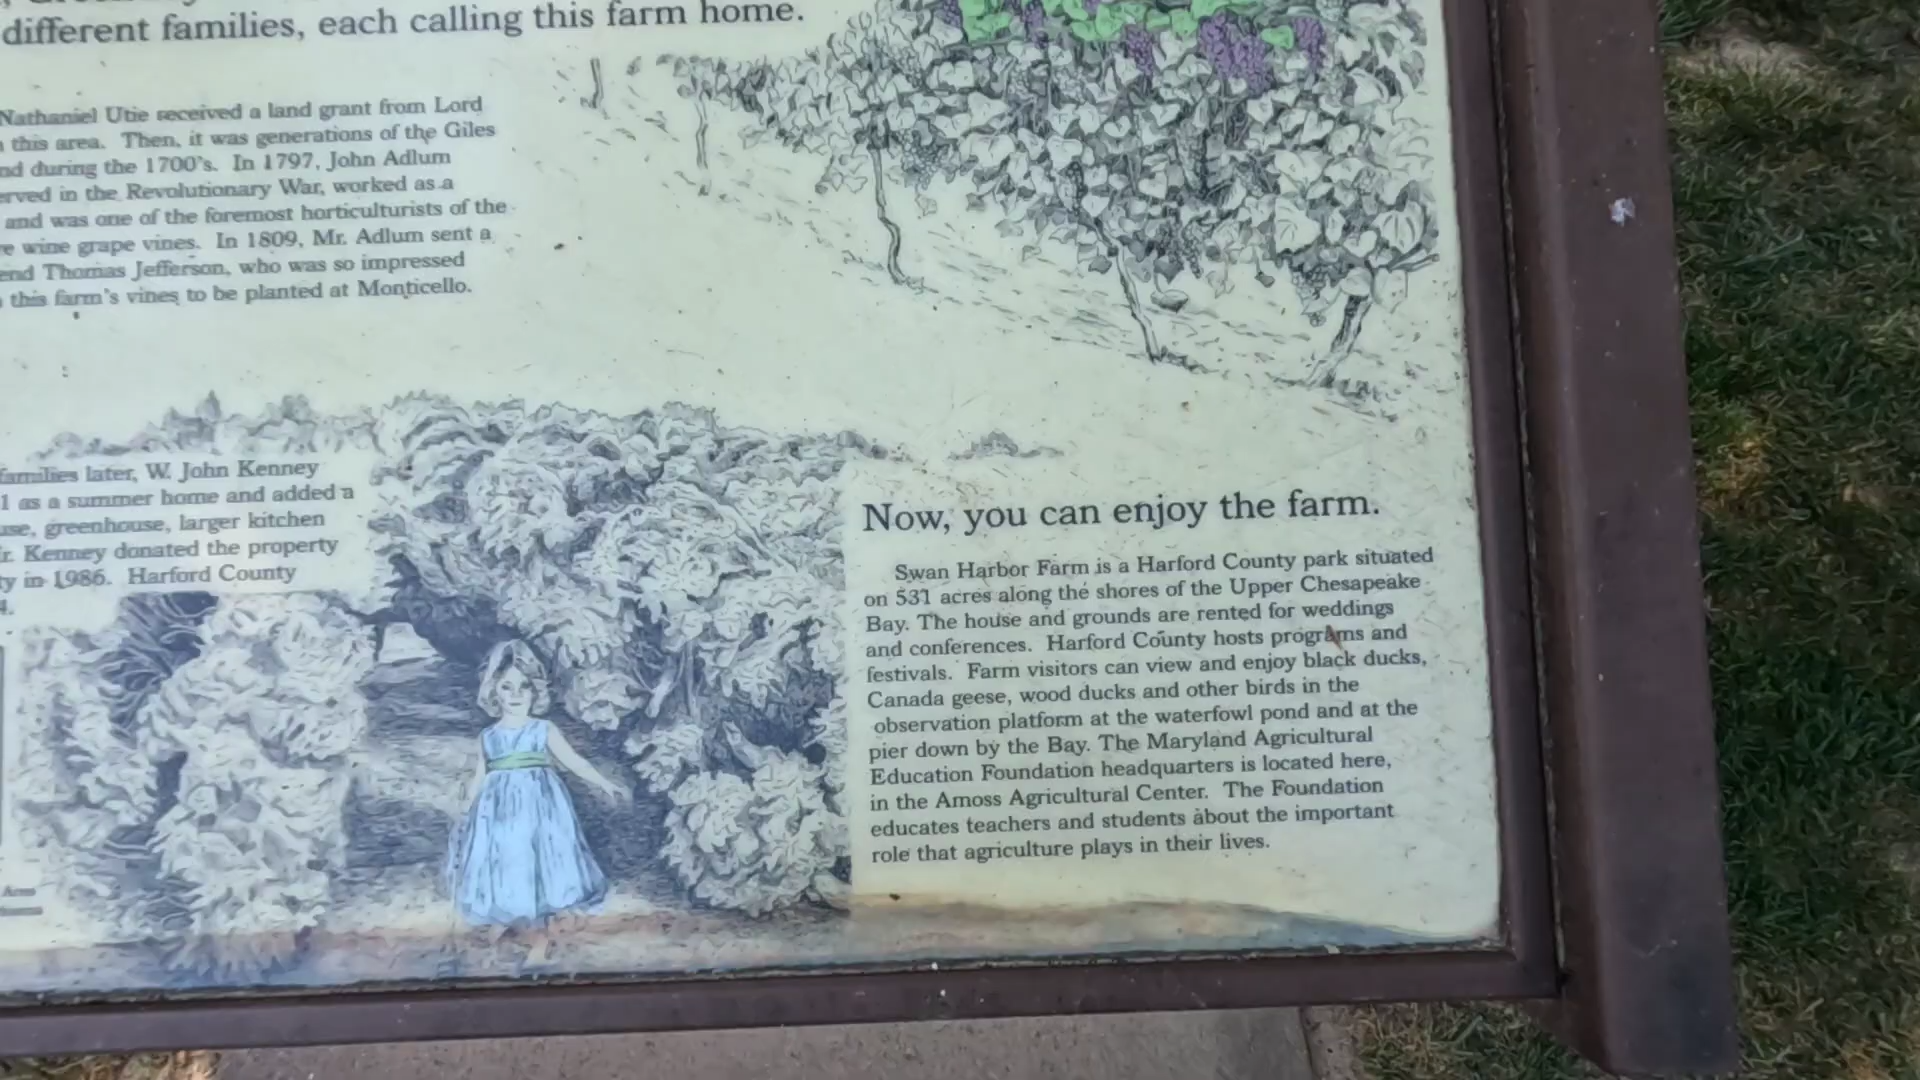 different families, each calling this farm home.
Nathaniel Utie received a land grant from Lord
this area. Then, it was generations of the Giles
nd during the 1700's. In 1797, John Adlum
erved in the Revolutionary War, worked as a
and was one of the foremost horticulturists of the
e wine grape vines. In 1809, Mr. Adlum sent a
end Thomas Jefferson, who was so impressed
this farm's vines to be planted at Monticello.
families later, W. John Kenney
1 as a summer home and added a
use, greenhouse, larger kitchen
r. Kenney donated the property
ty in 1986. Harford County
4.
Now, you can enjoy the farm.
Swan Harbor Farm is a Harford County park situated
on 531 acres along the shores of the Upper Chesapeake
Bay. The house and grounds are rented for weddings
and conferences. Harford County hosts programs and
festivals. Farm visitors can view and enjoy black ducks,
Canada geese, wood ducks and other birds in the
observation platform at the waterfowl pond and at the
pier down by the Bay. The Maryland Agricultural
Education Foundation headquarters is located here,
in the Amoss Agricultural Center. The Foundation
educates teachers and students about the important
role that agriculture plays in their lives.